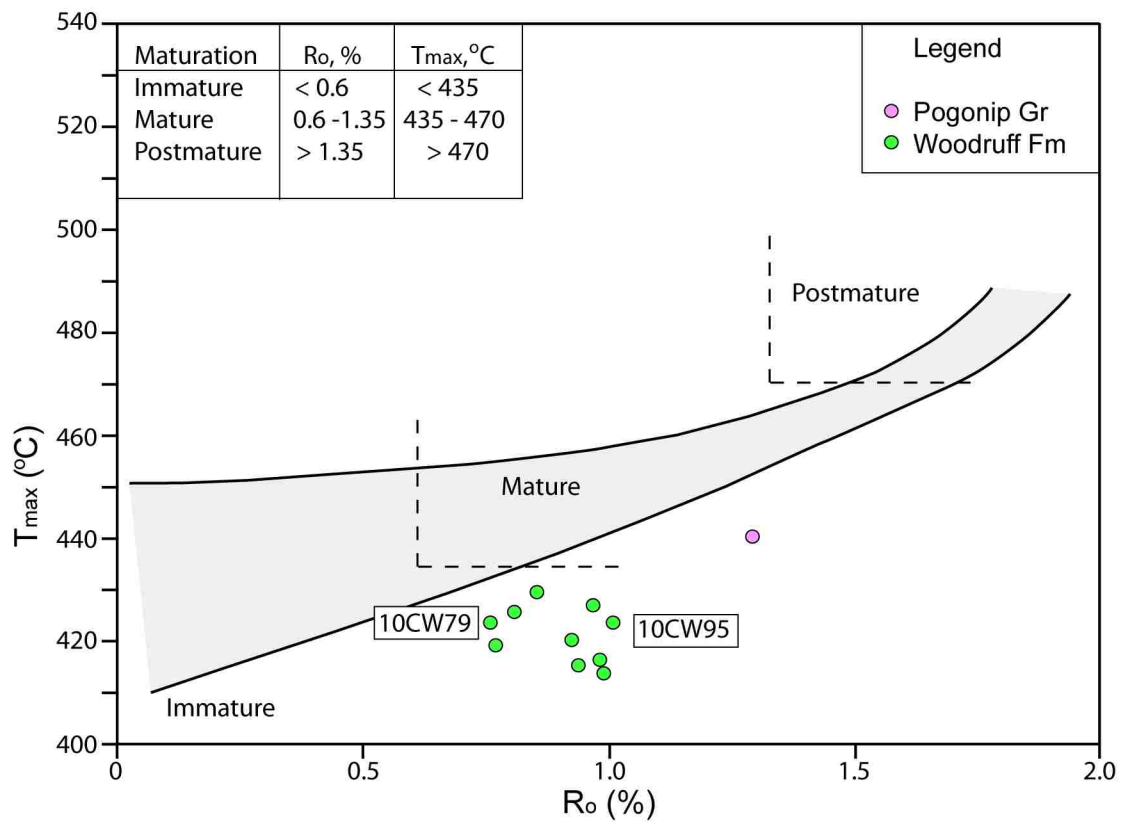 540
520
500
480
460
440
420
400
Tmax (ºC)
Maturation Ro, % Tmax,ºC
Immature < 0.6 < 435
Mature 0.6 -1.35 435 - 470
Postmature > 1.35 > 470
Legend
Pogonip Gr
Woodruff Fm
Postmature
Mature
10CW79
10CW95
Immature
0 0.5 1.0 1.5 2.0
Ro (%)